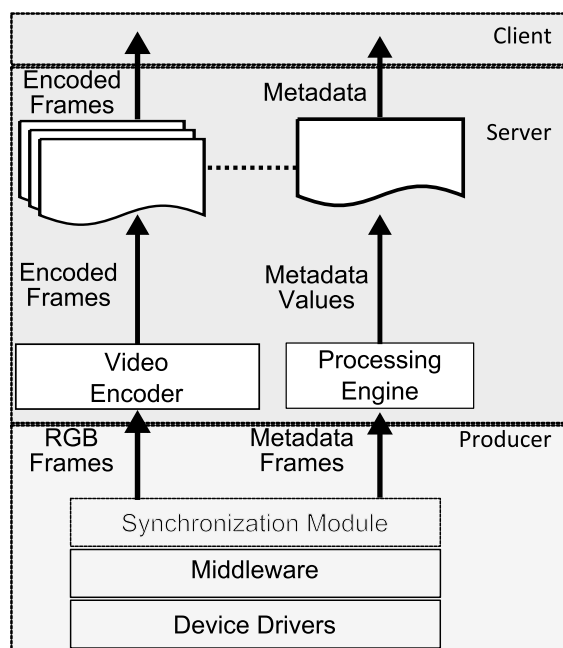 Client
Encoded
Frames
Metadata
Server
Encoded
Frames
Metadata
Values
Video
Encoder
Processing
Engine
Producer
RGB
Frames
Metadata
Frames
Synchronization Module
Middleware
Device Drivers